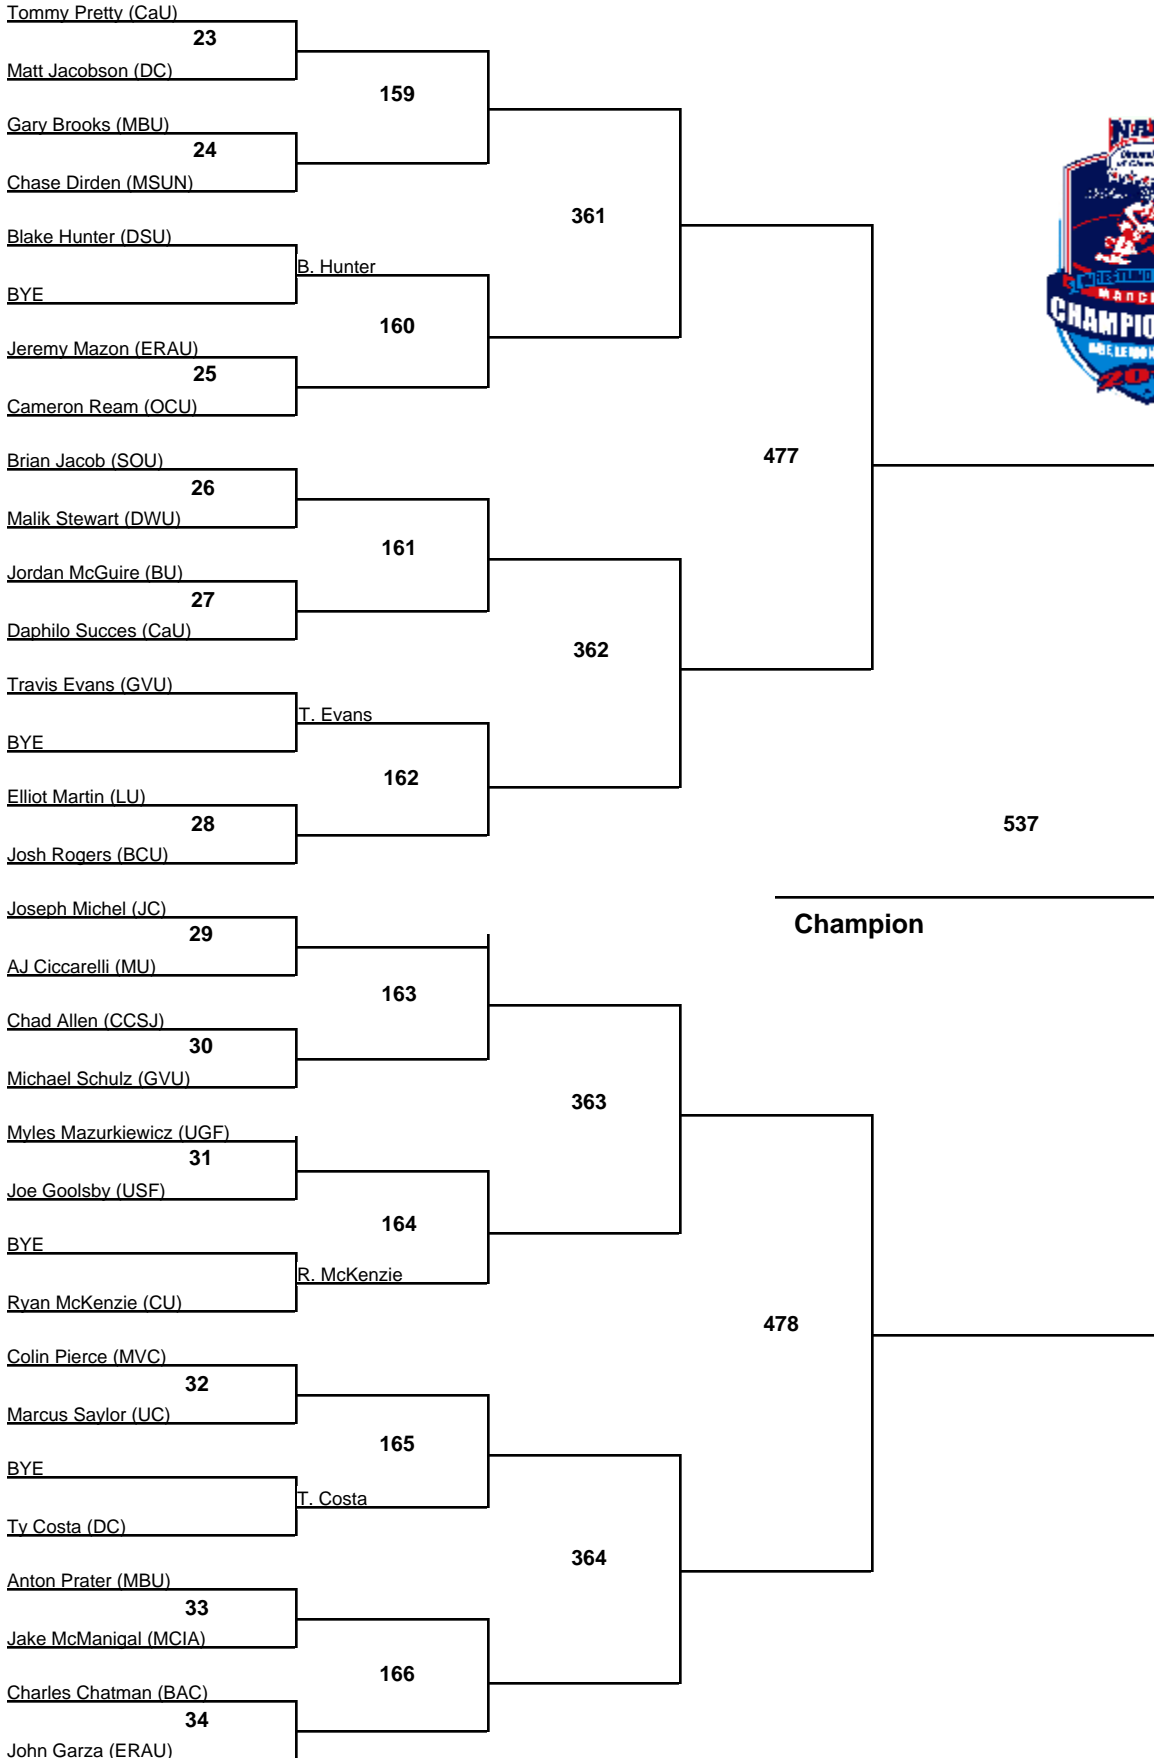 Tommy Pretty (CaU)
23
Matt Jacobson (DC)
159
Gary Brooks (MBU)
24
Chase Dirden (MSUN)
361
Blake Hunter (DSU)
B. Hunter
BYE
160
Jeremy Mazon (ERAU)
25
Cameron Ream (OCU)
477
Brian Jacob (SOU)
26
Malik Stewart (DWU)
161
Jordan McGuire (BU)
27
Daphilo Succes (CaU)
362
Travis Evans (GVU)
T. Evans
BYE
162
Elliot Martin (LU)
28
537
Josh Rogers (BCU)
Joseph Michel (JC)
Champion
29
AJ Ciccarelli (MU)
163
Chad Allen (CCSJ)
30
Michael Schulz (GVU)
363
Myles Mazurkiewicz (UGF)
31
Joe Goolsby (USF)
164
BYE
R. McKenzie
Ryan McKenzie (CU)
478
Colin Pierce (MVC)
32
Marcus Saylor (UC)
165
BYE
T. Costa
Ty Costa (DC)
364
Anton Prater (MBU)
33
Jake McManigal (MCIA)
166
Charles Chatman (BAC)
34
John Garza (ERAU)